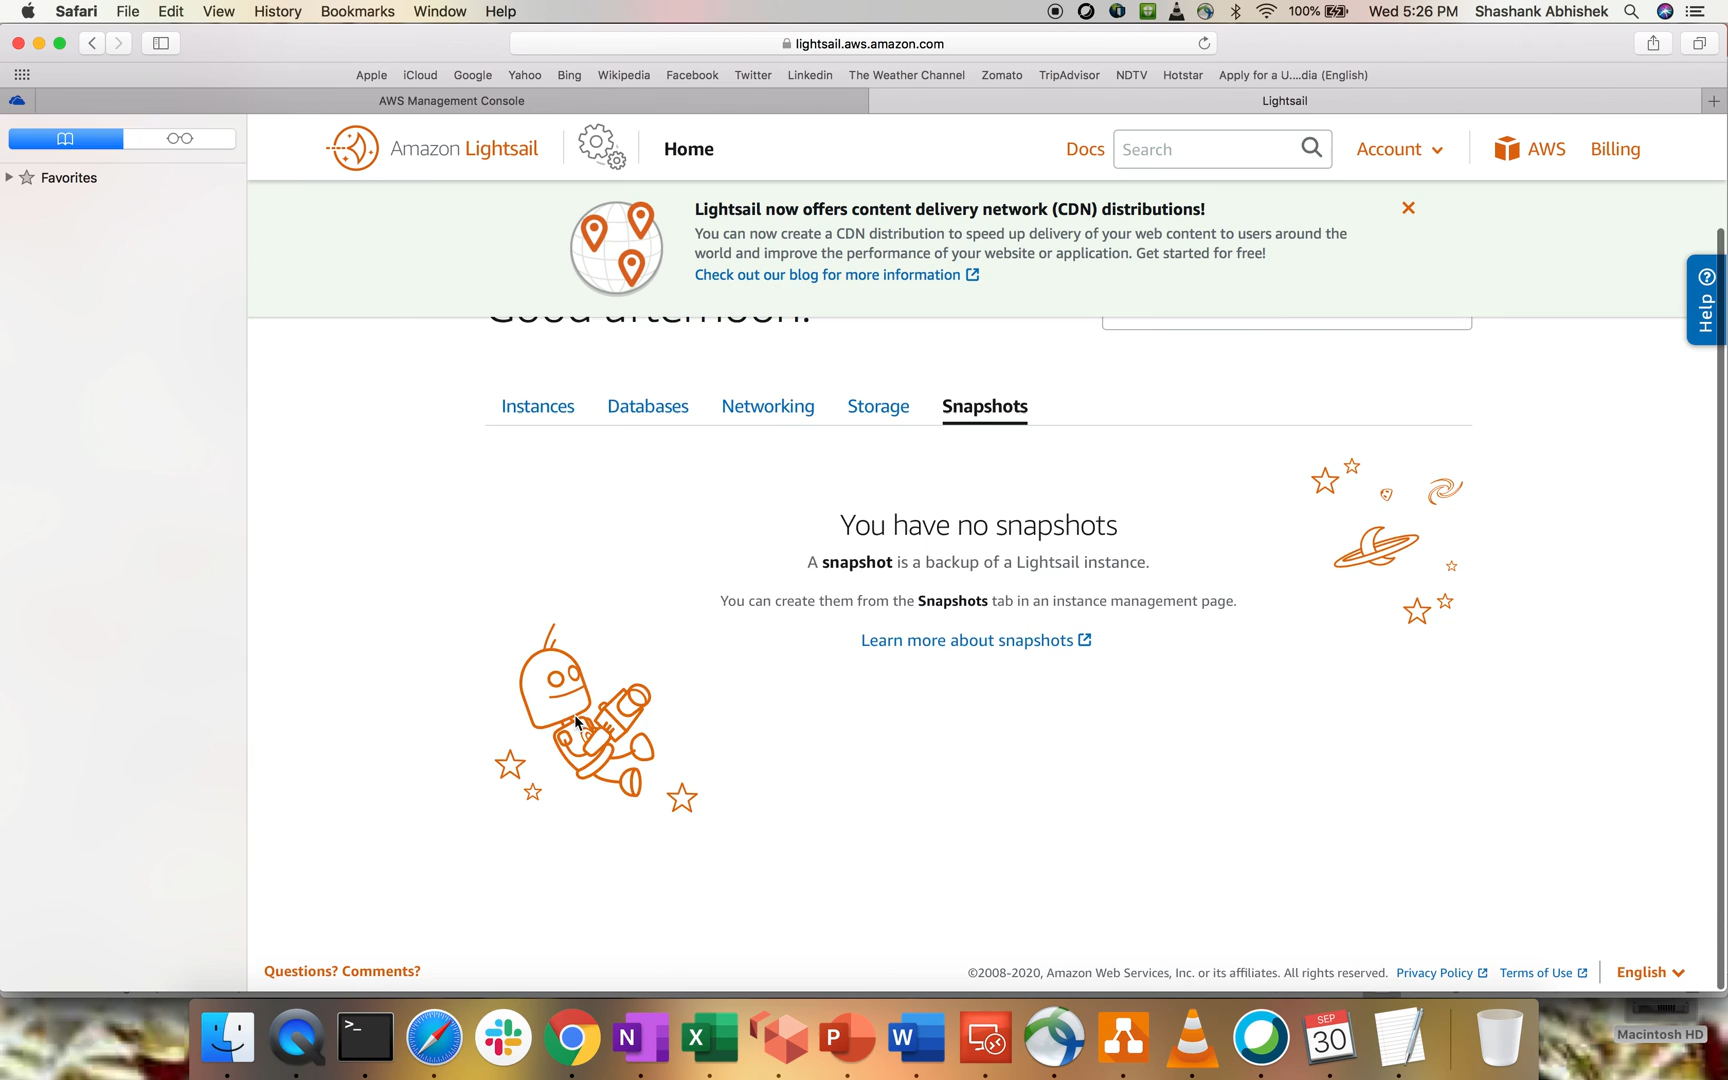 Safari File Edit View History Bookmarks Window Help 100% Wed 5:26 PM Shashank Abhishek
lightsail.aws.amazon.com
Apple iCloud Google Yahoo Bing Wikipedia Facebook Twitter Linkedin The Weather Channel Zomato TripAdvisor NDTV Hotstar Apply for a U....dia (English)
AWS Management Console Lightsail
Favorites
Amazon Lightsail Home Docs Search Account AWS Billing
Lightsail now offers content delivery network (CDN) distributions!
You can now create a CDN distribution to speed up delivery of your web content to users around the
world and improve the performance of your website or application. Get started for free!
Check out our blog for more information
Help
Good afternoon!
Instances Databases Networking Storage Snapshots
You have no snapshots
A snapshot is a backup of a Lightsail instance.
You can create them from the Snapshots tab in an instance management page.
Learn more about snapshots
Questions? Comments? ©2008-2020, Amazon Web Services, Inc. or its affiliates. All rights reserved. Privacy Policy Terms of Use English
>_ N X P W SEP 30
Macintosh HD